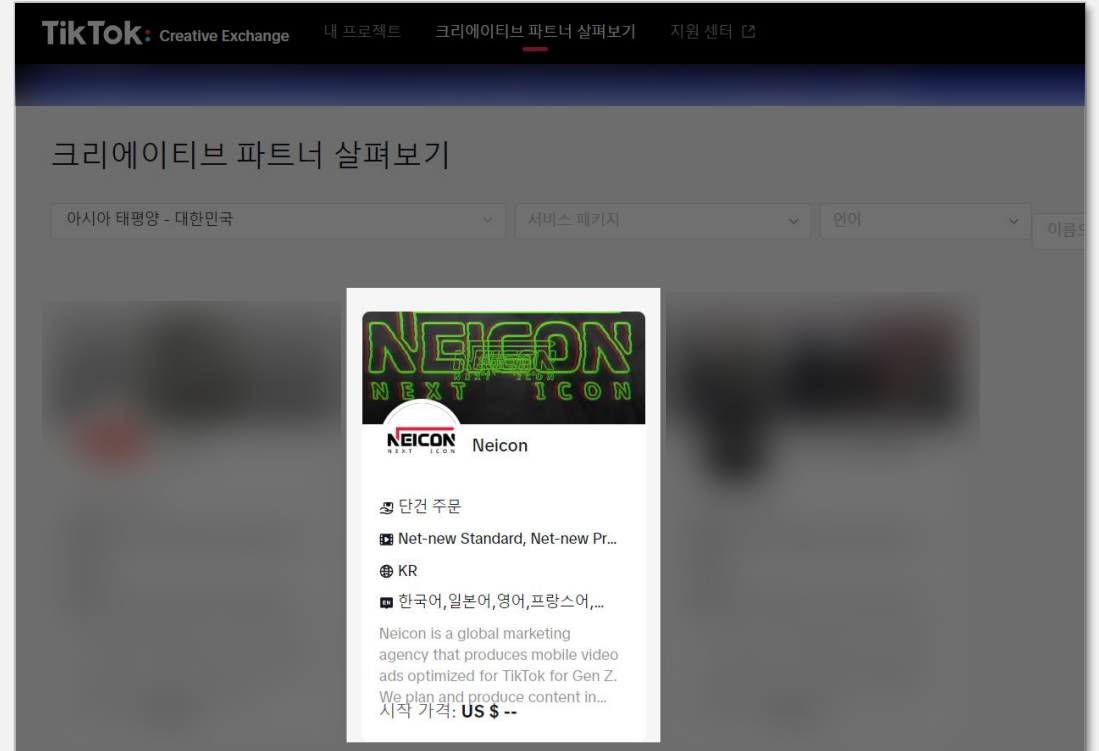 TikTok: Creative Exchange 내 프로젝트 크리에이티브 파트너 살펴보기 지원 센터
크리에이티브 파트너 살펴보기
아시아 태평양 - 대한민국 서비스 패키지 언어 이름으
NEICON
NEXT ICON
NEICON
NEXT ICON
Neicon
단건 주문
Net-new Standard, Net-new Pr...
KR
EN 한국어,일본어,영어,프랑스어,...
Neicon is a global marketing
agency that produces mobile video
ads optimized for TikTok for Gen Z.
We plan and produce content in...
시작 가격: US $ --